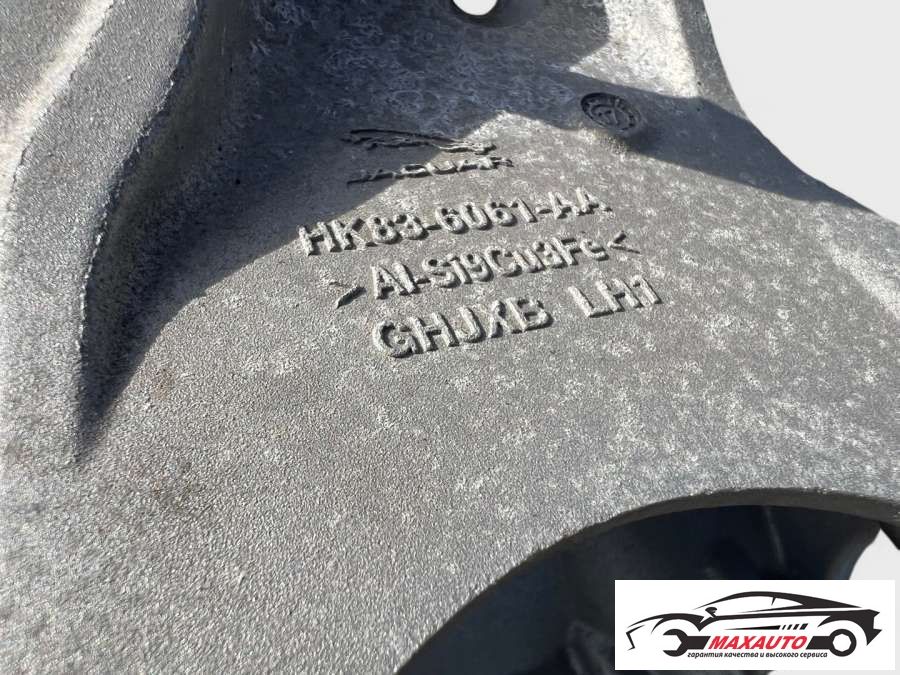 JAGUAR
HK83-6061-AA
>Al-Si9Cu3Fe<
GHJXB LH1
MAXAUTO
гарантия качества и высокого сервиса